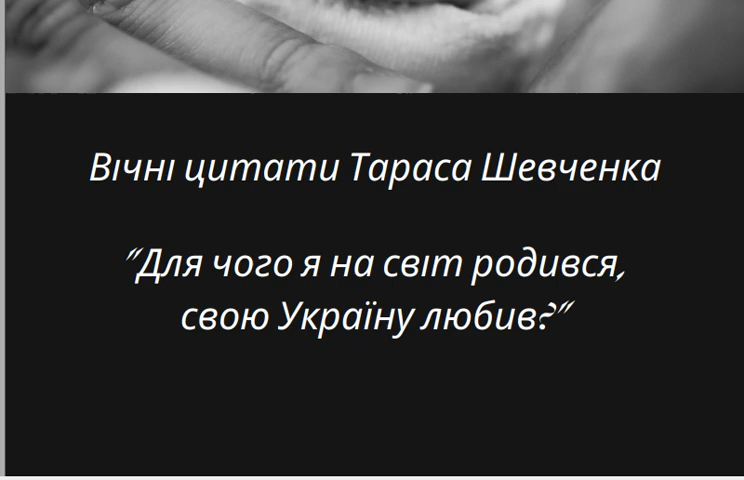 Вічні цитати Тараса Шевченка
"Для чого я на світ родився,
свою Україну любив?"